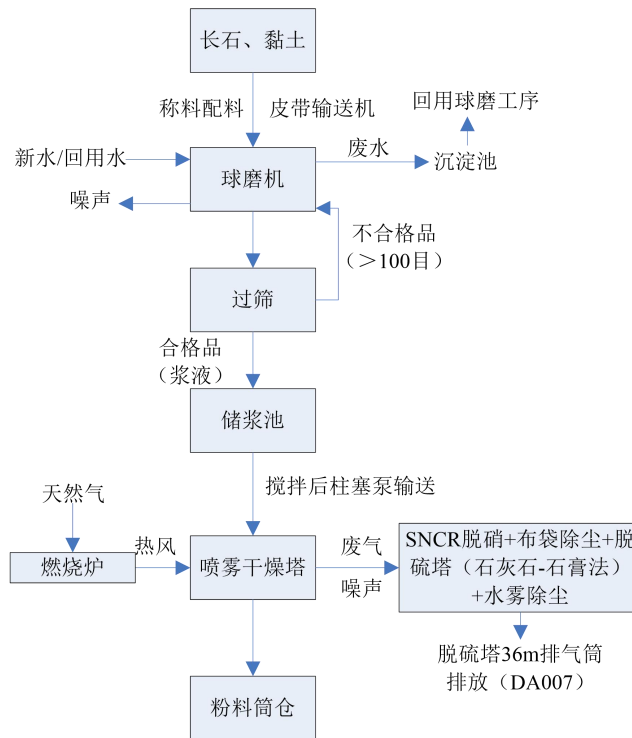 长石、黏土
称料配料
皮带输送机
回用球磨工序
新水/回用水
球磨机
废水
沉淀池
噪声
不合格品
（＞100目）
过筛
合格品
（浆液）
储浆池
搅拌后柱塞泵输送
天然气
燃烧炉
热风
喷雾干燥塔
废气
噪声
SNCR脱硝+布袋除尘+脱
硫塔（石灰石-石膏法）
+水雾除尘
脱硫塔36m排气筒
排放（DA007）
粉料筒仓